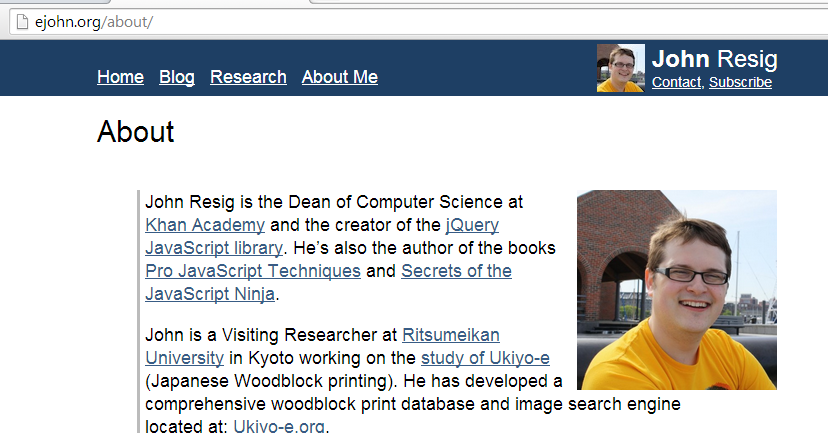 ejohn.org/about/
Home Blog Research About Me
John Resig
Contact, Subscribe
About
John Resig is the Dean of Computer Science at
Khan Academy and the creator of the jQuery
JavaScript library. He's also the author of the books
Pro JavaScript Techniques and Secrets of the
JavaScript Ninja.
John is a Visiting Researcher at Ritsumeikan
University in Kyoto working on the study of Ukiyo-e
(Japanese Woodblock printing). He has developed a
comprehensive woodblock print database and image search engine
located at: Ukiyo-e.org.